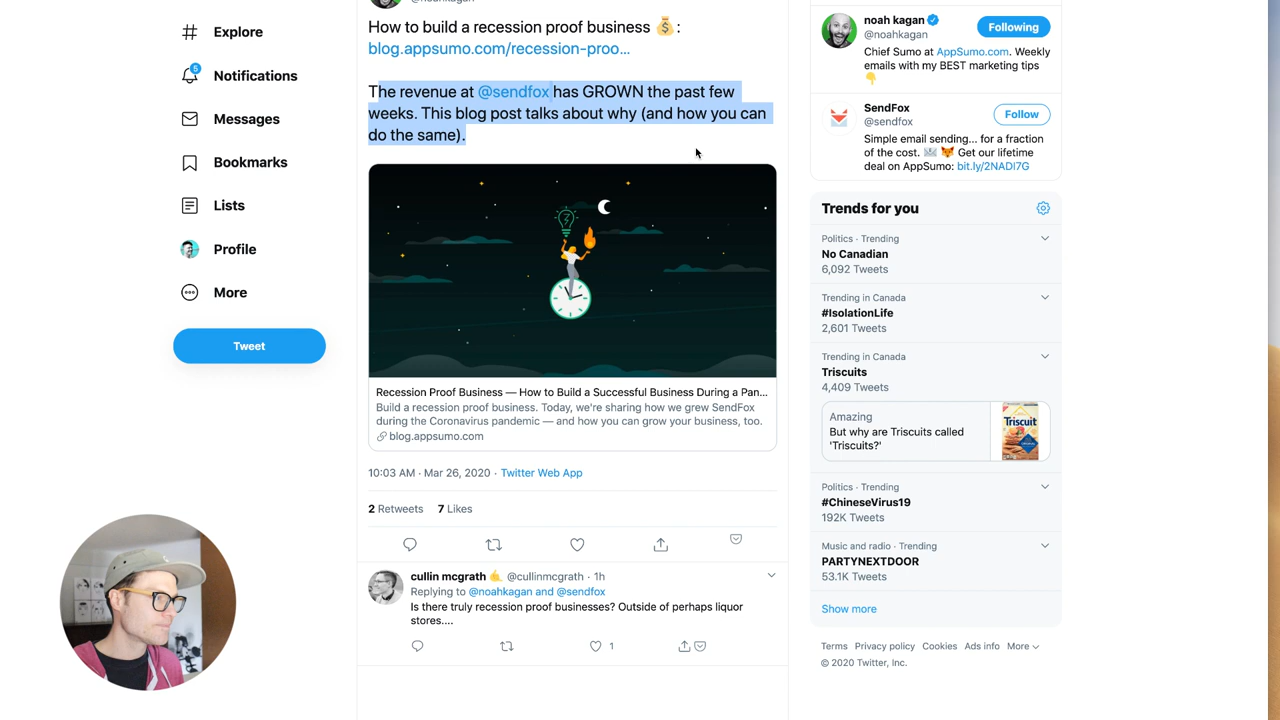 Explore
5
Notifications
Messages
Bookmarks
Lists
Profile
More
Tweet
@noahkagan
How to build a recession proof business 💰 :
blog.appsumo.com/recession-proo...
The revenue at @sendfox has GROWN the past few
weeks. This blog post talks about why (and how you can
do the same).
Recession Proof Business — How to Build a Successful Business During a Pan...
Build a recession proof business. Today, we're sharing how we grew SendFox
during the Coronavirus pandemic — and how you can grow your business, too.
blog.appsumo.com
10:03 AM · Mar 26, 2020 · Twitter Web App
2 Retweets 7 Likes
cullin mcgrath 🤙 @cullinmcgrath · 1h
Replying to @noahkagan and @sendfox
Is there truly recession proof businesses? Outside of perhaps liquor
stores....
1
noah kagan
@noahkagan
Following
Chief Sumo at AppSumo.com. Weekly
emails with my BEST marketing tips
👇
SendFox
@sendfox
Follow
Simple email sending... for a fraction
of the cost. 📨 🦊 Get our lifetime
deal on AppSumo: bit.ly/2NADI7G
Trends for you
Politics · Trending
No Canadian
6,092 Tweets
Trending in Canada
#IsolationLife
2,601 Tweets
Trending in Canada
Triscuits
4,409 Tweets
Amazing
But why are Triscuits called
'Triscuits?'
Triscuit
Politics · Trending
#ChineseVirus19
192K Tweets
Music and radio · Trending
PARTYNEXTDOOR
53.1K Tweets
Show more
Terms Privacy policy Cookies Ads info More
© 2020 Twitter, Inc.